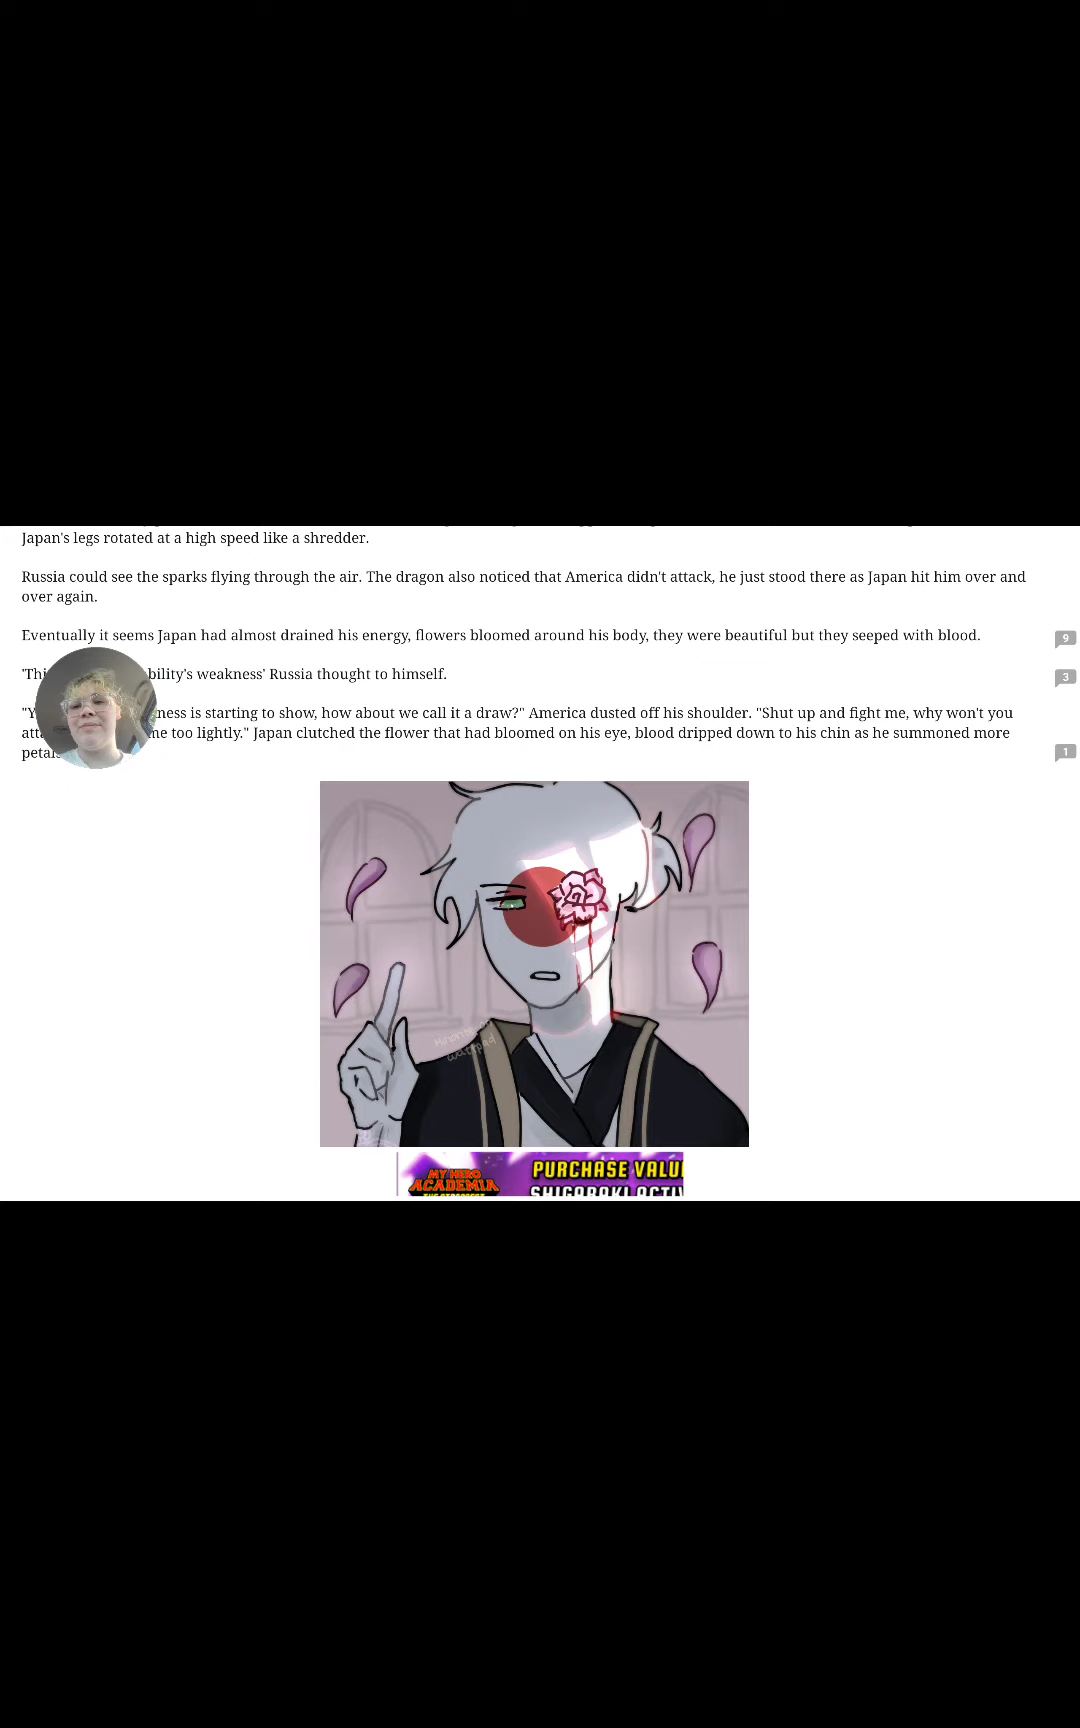 Japan's legs rotated at a high speed like a shredder.
Russia could see the sparks flying through the air. The dragon also noticed that America didn't attack, he just stood there as Japan hit him over and
over again.
Eventually it seems Japan had almost drained his energy, flowers bloomed around his body, they were beautiful but they seeped with blood.
9
'Thi bility's weakness' Russia thought to himself.
3
"Y ness is starting to show, how about we call it a draw?" America dusted off his shoulder. "Shut up and fight me, why won't you
att me too lightly." Japan clutched the flower that had bloomed on his eye, blood dripped down to his chin as he summoned more
petals
1
wattpad
MY HERO
ACADEMIA
PURCHASE VALU
SHIGARAKI ACTIV